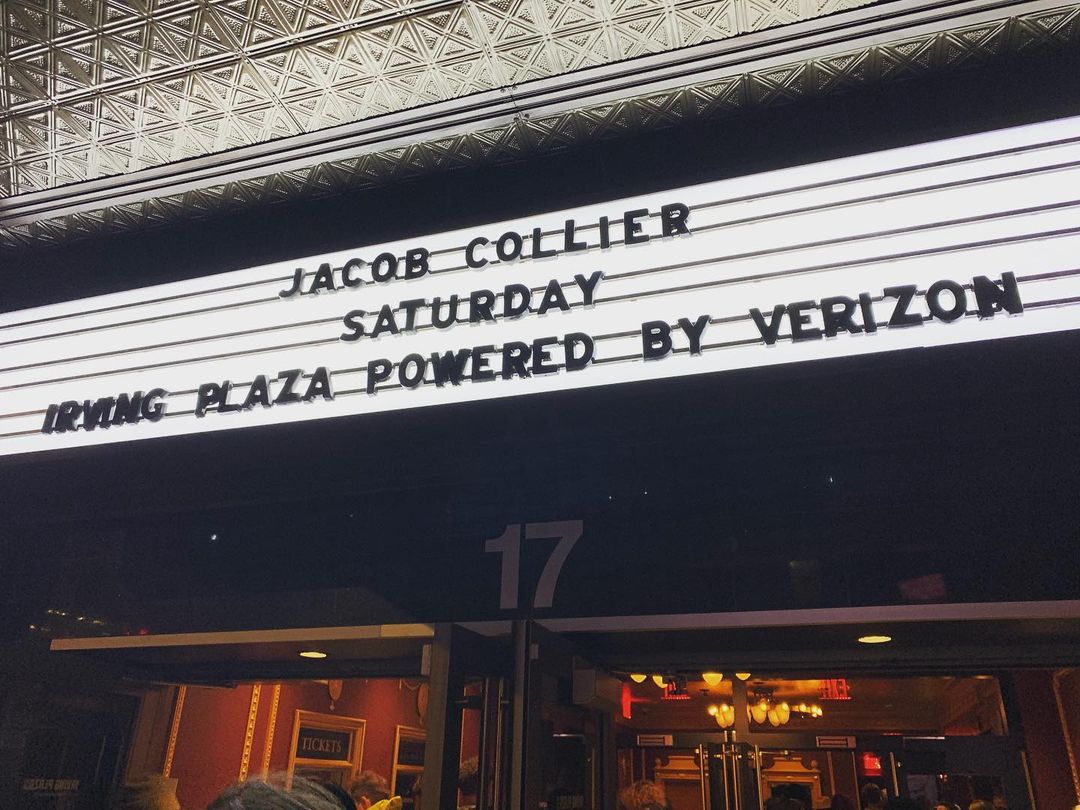 JACOB COLLIER
SATURDAY
IRVING PLAZA POWERED BY VERIZON
17
TICKETS